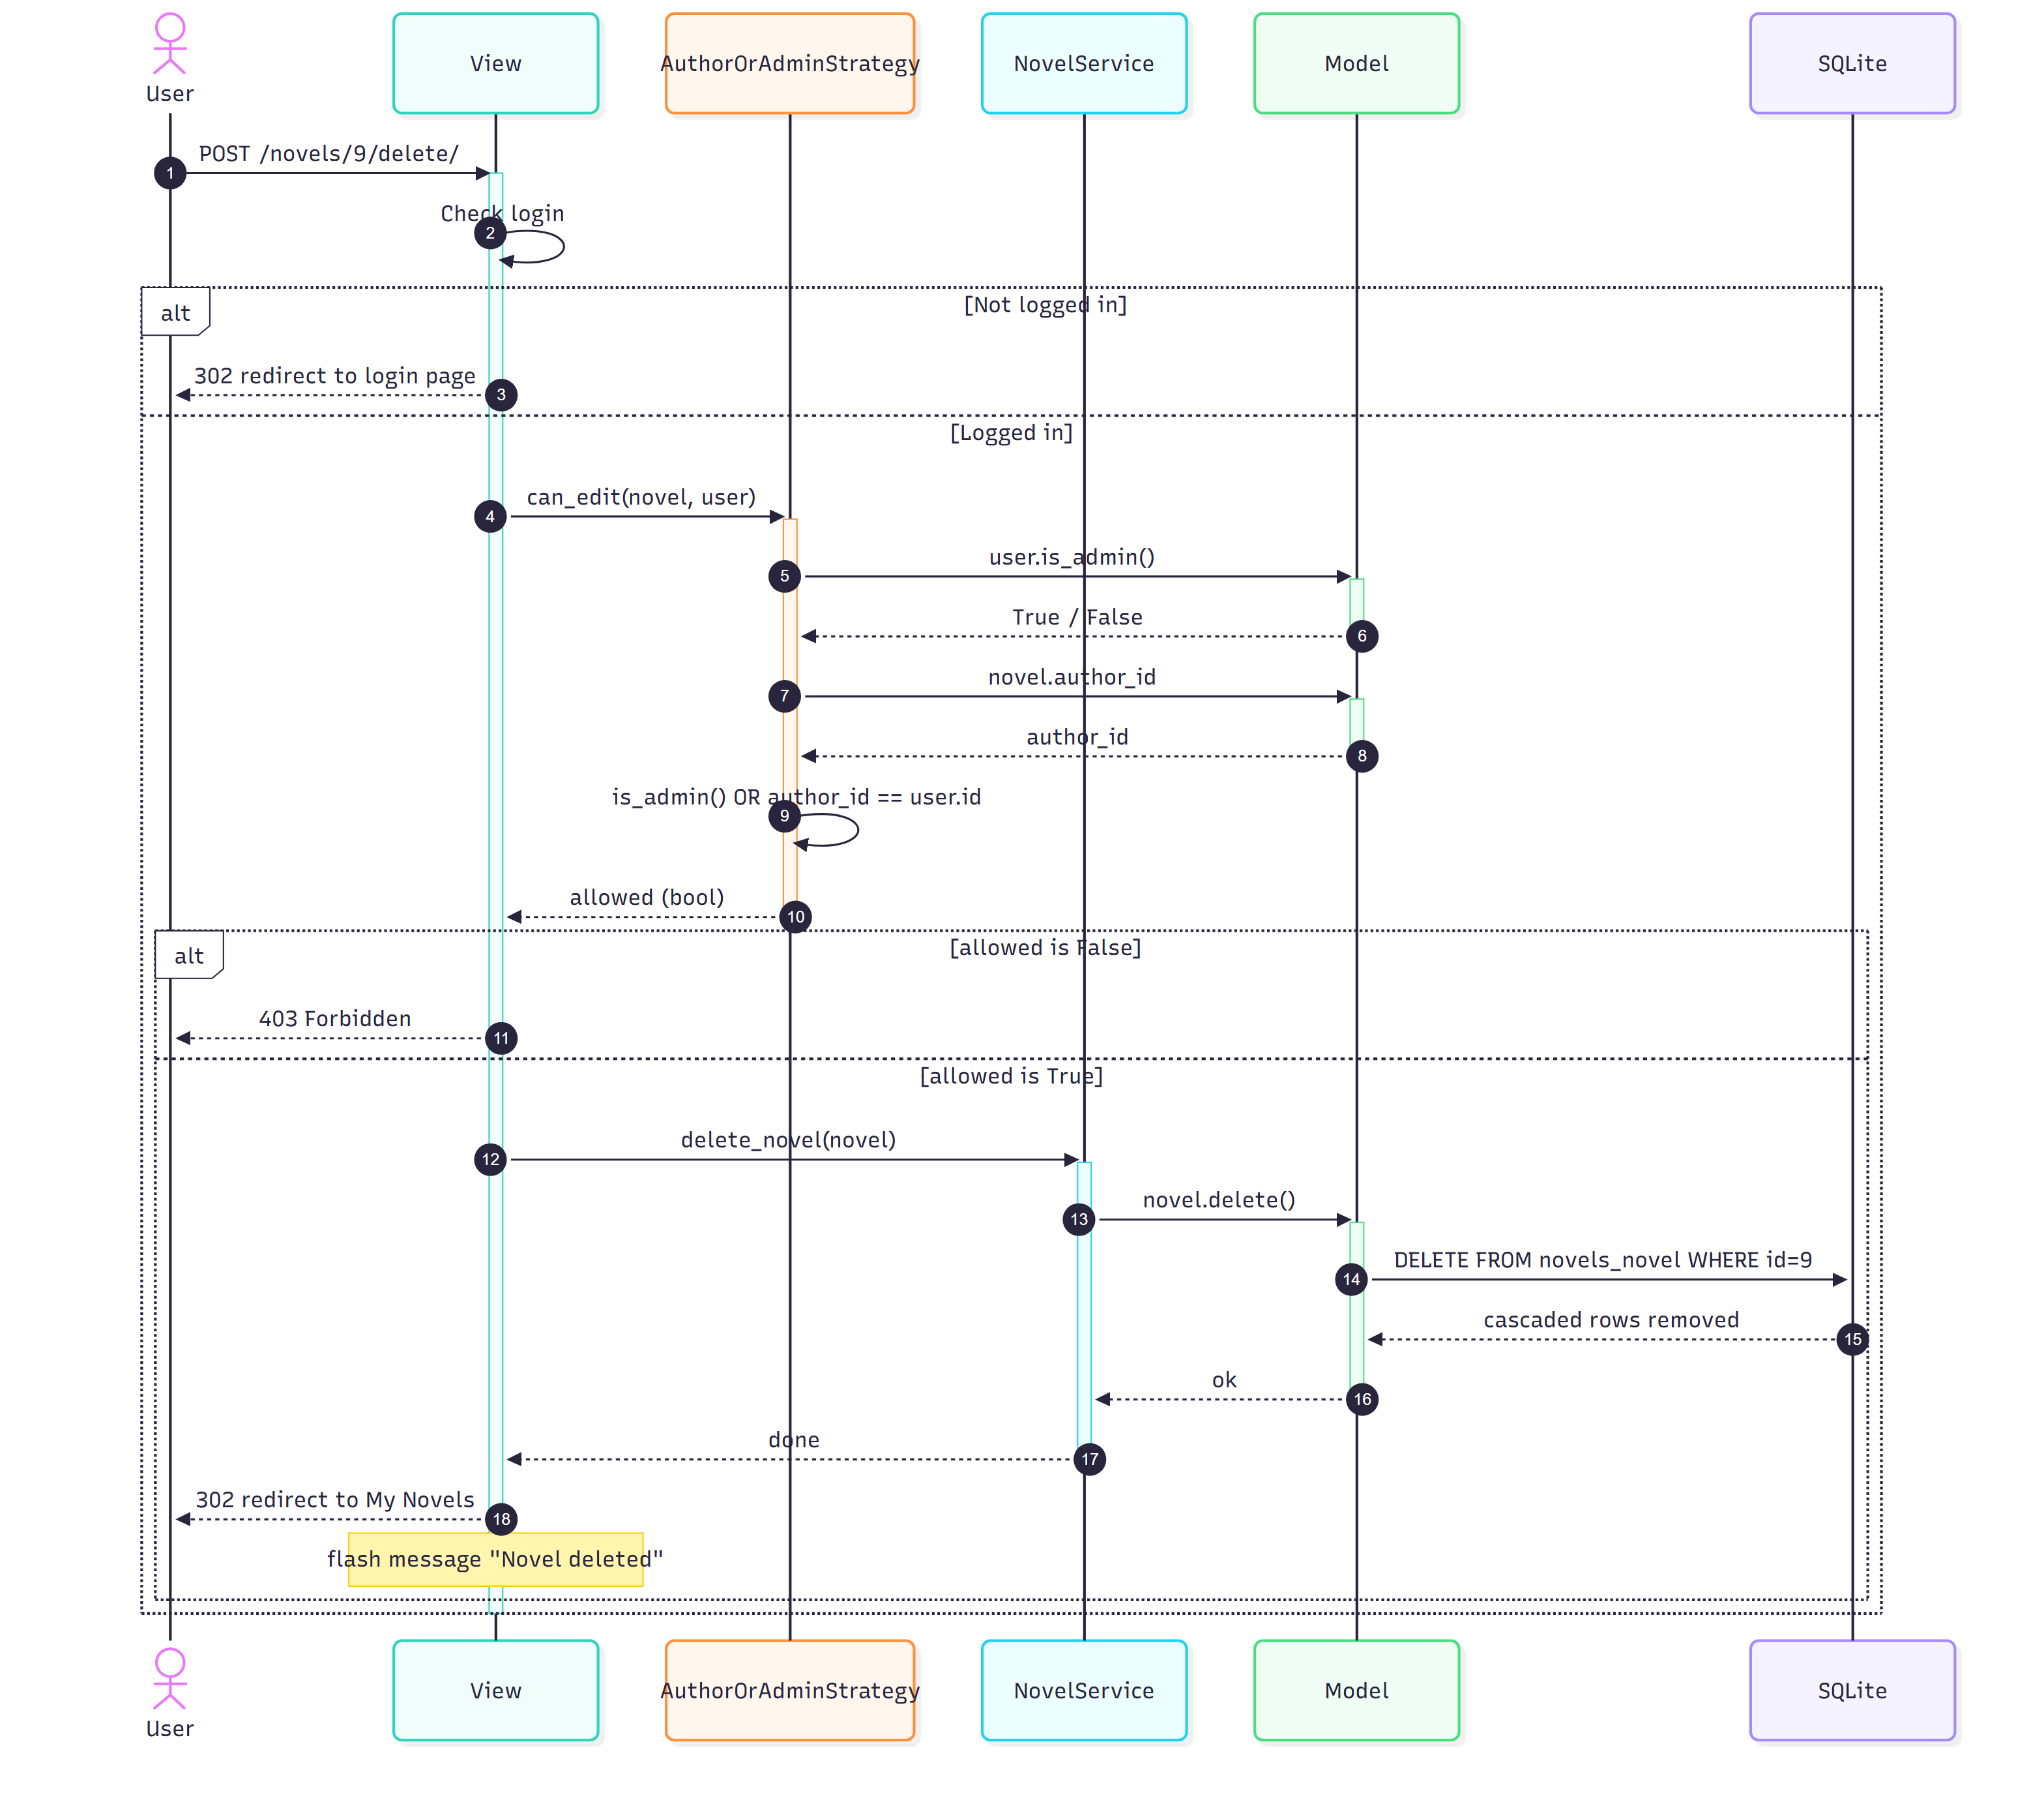 User
View
AuthorOrAdminStrategy
NovelService
Model
SQLite
POST /novels/9/delete/
1
Check login
2
alt
[Not logged in]
302 redirect to login page
3
[Logged in]
can_edit(novel, user)
4
user.is_admin()
5
True / False
6
novel.author_id
7
author_id
8
is_admin() OR author_id == user.id
9
allowed (bool)
10
alt
[allowed is False]
403 Forbidden
11
[allowed is True]
delete_novel(novel)
12
novel.delete()
13
DELETE FROM novels_novel WHERE id=9
14
cascaded rows removed
15
ok
16
done
17
302 redirect to My Novels
18
flash message "Novel deleted"
User
View
AuthorOrAdminStrategy
NovelService
Model
SQLite